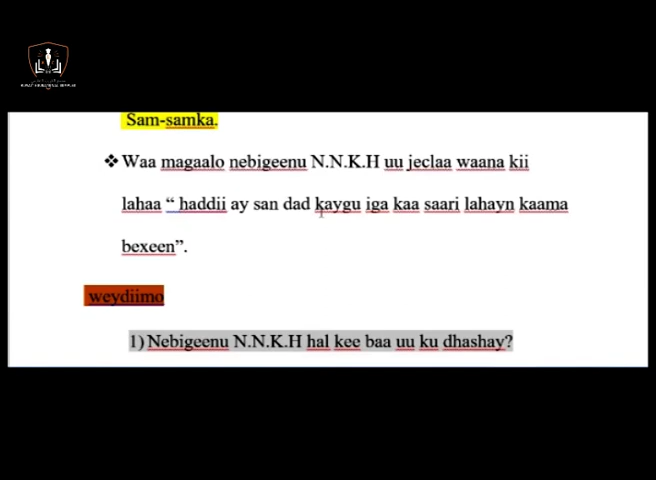 Sam-samka.
❖ Waa magaalo nebigeenu N.N.K.H uu jeclaa waana kii
lahaa “ haddii ay san dad kaygu iga kaa saari lahayn kaama
bexeen”.
weydiimo
1) Nebigeenu N.N.K.H hal kee baa uu ku dhashay?